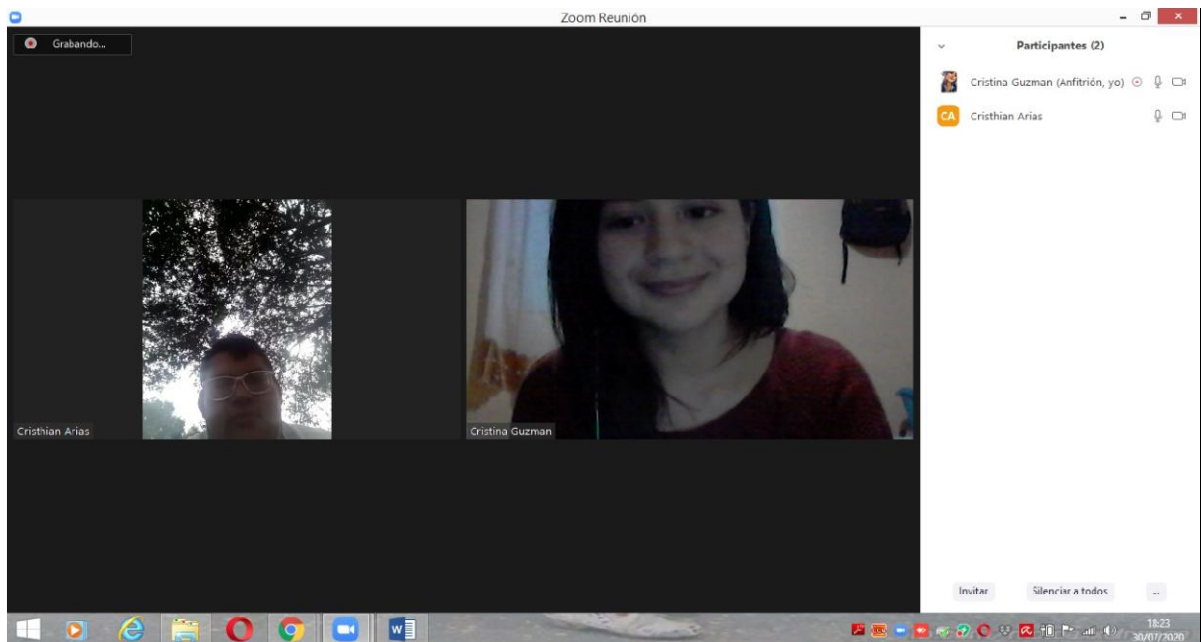 Zoom Reunión
Grabando...
Participantes (2)
Cristina Guzman (Anfitrión, yo)
CA Cristhian Arias
Cristhian Arias
Cristina Guzman
Invitar
Silenciar a todos
...
18:23
30/07/2020